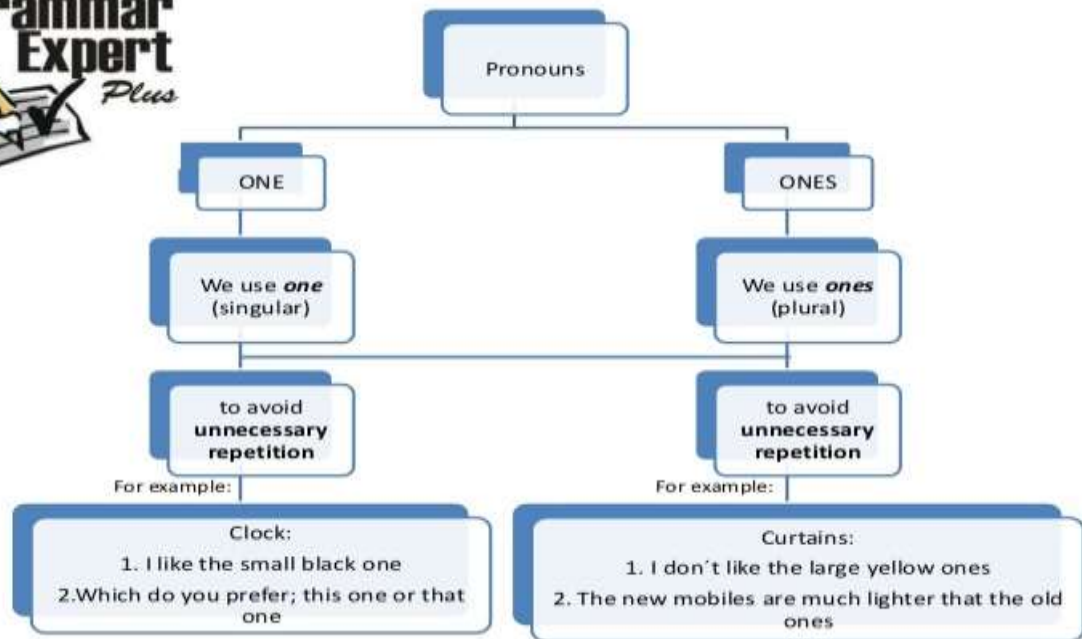 Grammar
Expert
Plus
Pronouns
ONE
ONES
We use one
(singular)
We use ones
(plural)
to avoid
unnecessary
repetition
to avoid
unnecessary
repetition
For example:
For example:
Clock:
1. I like the small black one
2.Which do you prefer; this one or that
one
Curtains:
1. I don´t like the large yellow ones
2. The new mobiles are much lighter that the old
ones